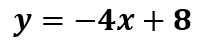 y = −4x + 8